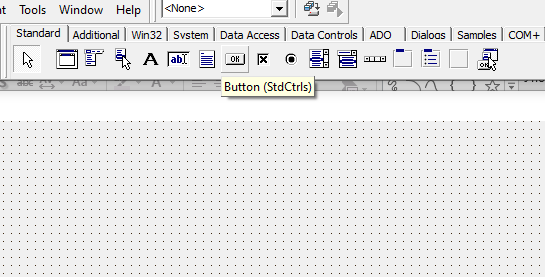 Tools Window Help <None>
Standard Additional Win32 System Data Access Data Controls ADO Dialogs Samples COM+
A ab OK
Button (StdCtrls)